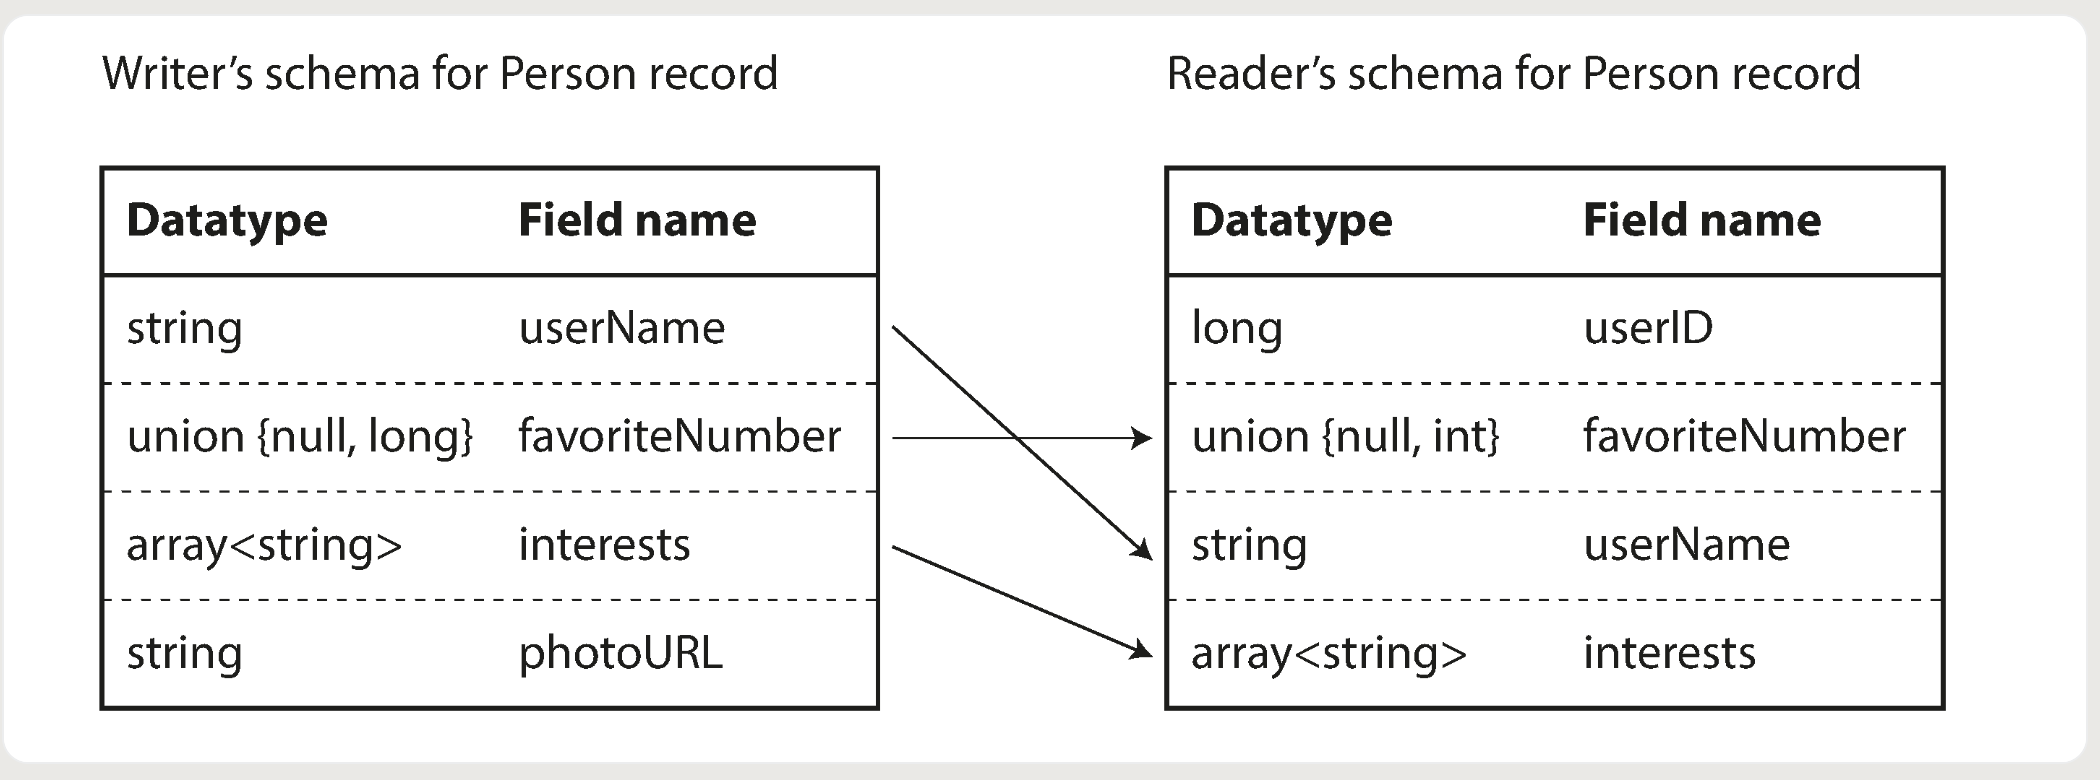 Writer’s schema for Person record
Datatype Field name
string userName
union {null, long} favoriteNumber
array<string> interests
string photoURL
Reader’s schema for Person record
Datatype Field name
long userID
union {null, int} favoriteNumber
string userName
array<string> interests